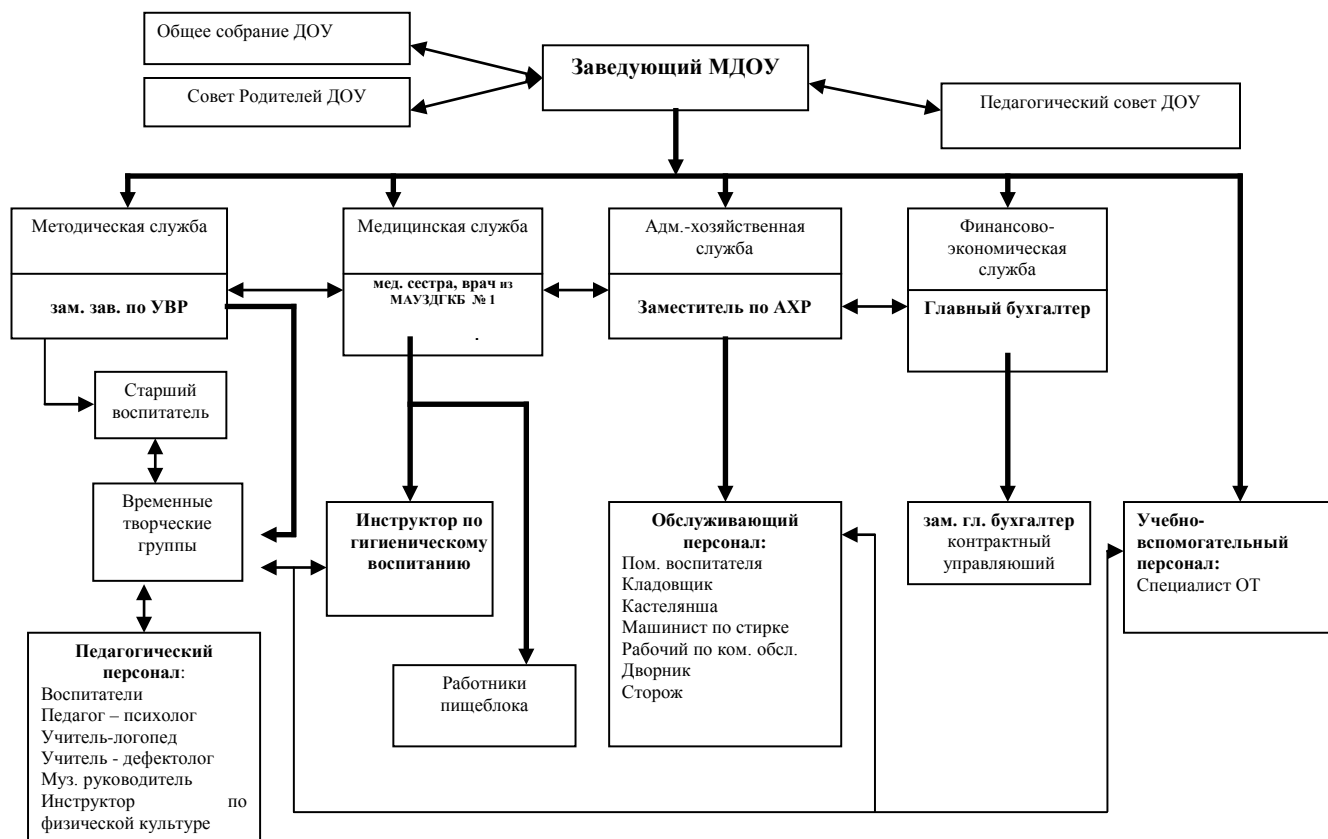 Общее собрание ДОУ
Заведующий МДОУ
Совет Родителей ДОУ
Педагогический совет ДОУ
Методическая служба
зам. зав. по УВР
Медицинская служба
мед. сестра, врач из
МАУЗДГКБ № 1
.
Адм.-хозяйственная
служба
Заместитель по АХР
Финансово-
экономическая
служба
Главный бухгалтер
Старший
воспитатель
Временные
творческие
группы
Инструктор по
гигиеническому
воспитанию
Обслуживающий
персонал:
Пом. воспитателя
Кладовщик
Кастелянша
Машинист по стирке
Рабочий по ком. обсл.
Дворник
Сторож
зам. гл. бухгалтер
контрактный
управляюший
Учебно-
вспомогательный
персонал:
Специалист ОТ
Педагогический
персонал:
Воспитатели
Педагог – психолог
Учитель-логопед
Учитель - дефектолог
Муз. руководитель
Инструктор по
физической культуре
Работники
пищеблока